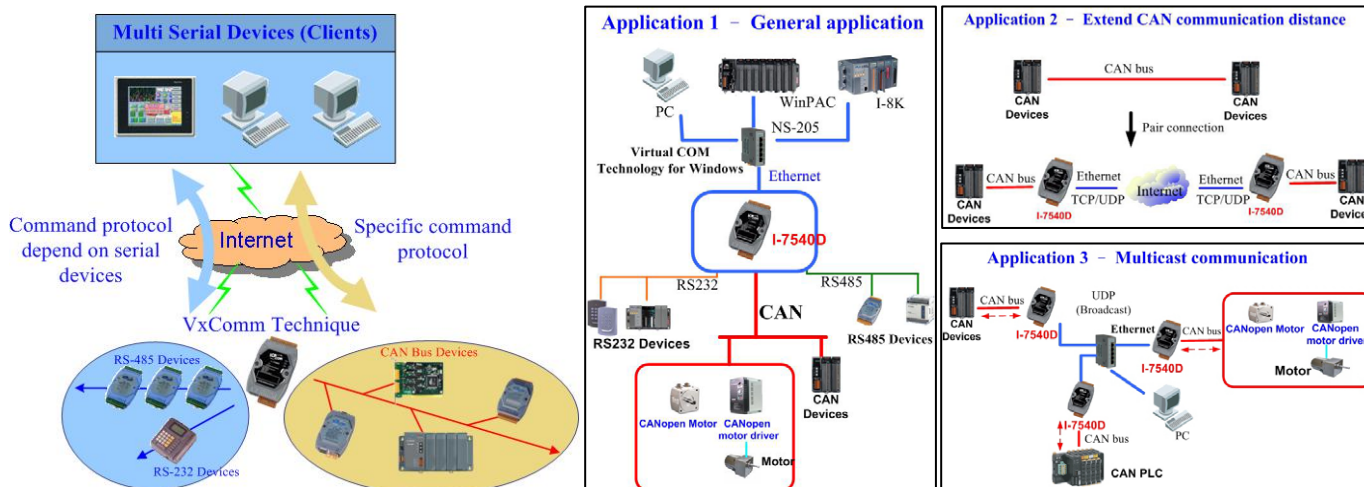 Multi Serial Devices (Clients)
Command protocol
depend on serial
devices
Internet
Specific command
protocol
VxComm Technique
RS-485 Devices
RS-232 Devices
CAN Bus Devices
Application 1 – General application
PC
WinPAC
I-8K
NS-205
Virtual COM
Technology for Windows
Ethernet
I-7540D
RS232
RS485
CAN
RS232 Devices
RS485 Devices
CAN
Devices
CANopen Motor
CANopen
motor driver
Motor
Application 2 – Extend CAN communication distance
CAN bus
CAN
Devices
CAN
Devices
Pair connection
CAN bus
Ethernet
TCP/UDP
Internet
Ethernet
TCP/UDP
CAN bus
CAN
Devices
I-7540D
I-7540D
CAN
Devices
Application 3 – Multicast communication
CAN bus
CAN
Devices
I-7540D
UDP
(Broadcast)
Ethernet
CAN bus
I-7540D
CANopen Motor
CANopen
motor driver
Motor
I-7540D
CAN bus
PC
CAN PLC